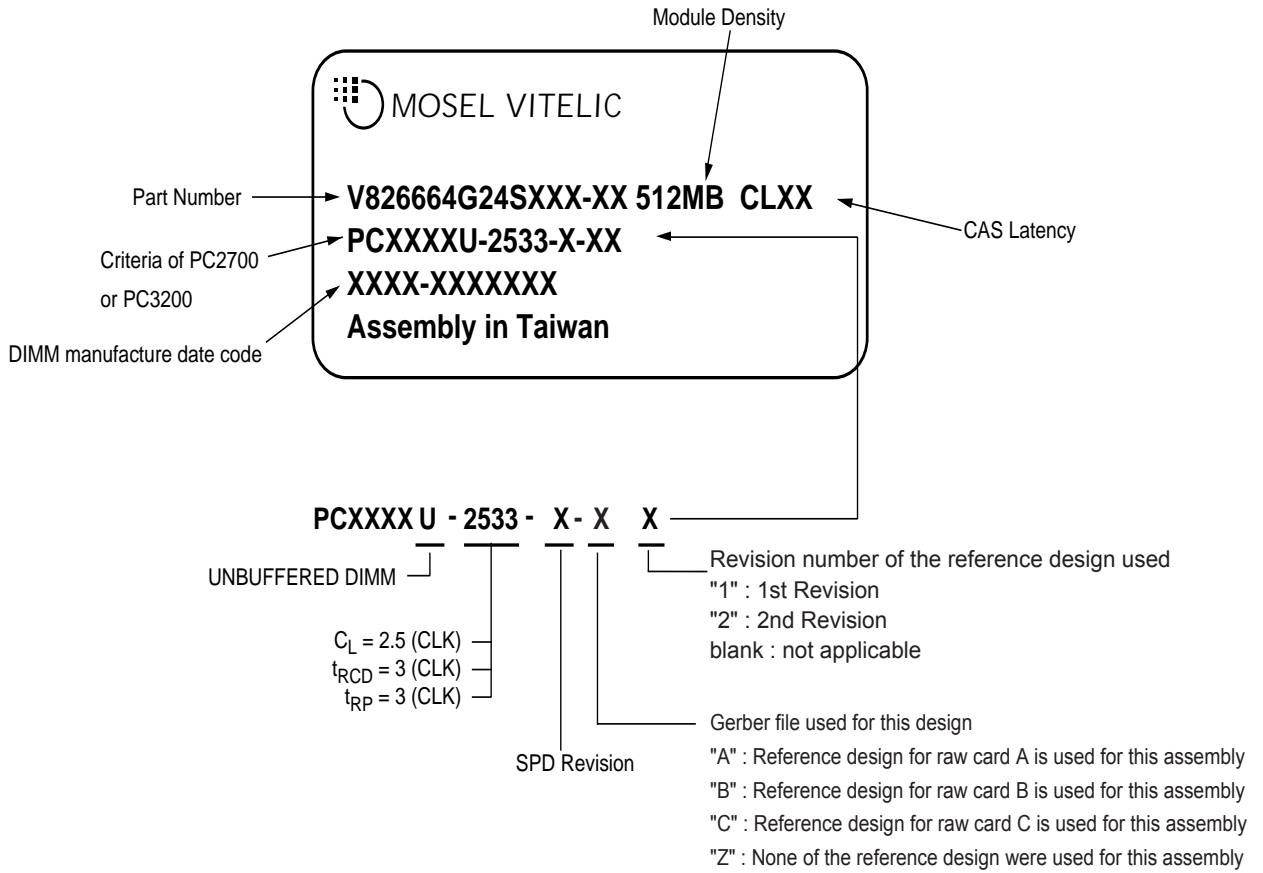 Module Density
MOSEL VITELIC
Part Number
V826664G24SXXX-XX 512MB CLXX
CAS Latency
PCXXXXU-2533-X-XX
Criteria of PC2700
or PC3200
XXXX-XXXXXXX
Assembly in Taiwan
DIMM manufacture date code
PCXXXX U - 2533 - X - X X
UNBUFFERED DIMM
CL = 2.5 (CLK)
tRCD = 3 (CLK)
tRP = 3 (CLK)
SPD Revision
Revision number of the reference design used
"1" : 1st Revision
"2" : 2nd Revision
blank : not applicable
Gerber file used for this design
"A" : Reference design for raw card A is used for this assembly
"B" : Reference design for raw card B is used for this assembly
"C" : Reference design for raw card C is used for this assembly
"Z" : None of the reference design were used for this assembly